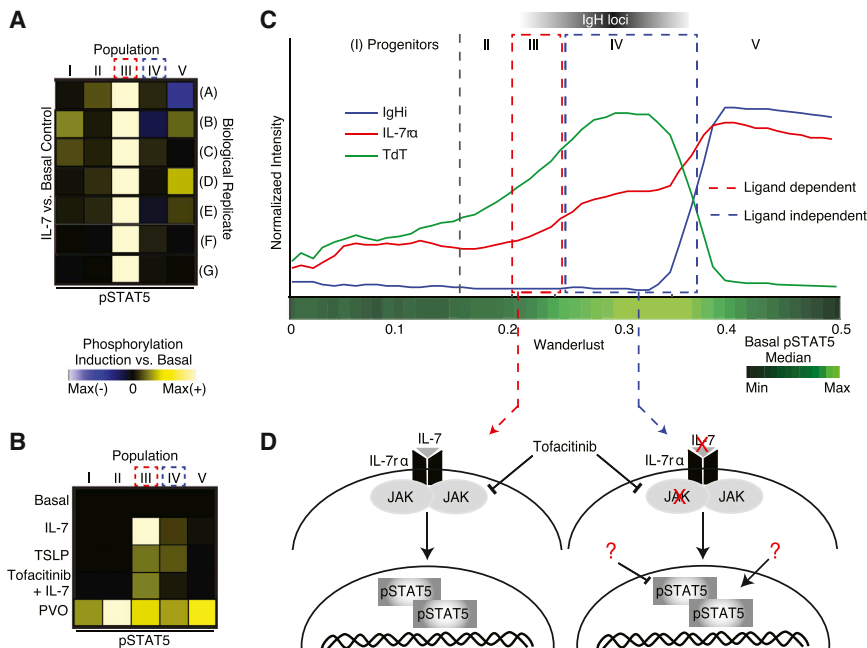 A
Population
I II III IV V
IL-7 vs. Basal Control
(A)
(B)
(C)
(D)
(E)
(F)
(G)
Biological Replicate
pSTAT5
Phosphorylation
Induction vs. Basal
Max(-) 0 Max(+)
B
Population
I II III IV V
Basal
IL-7
TSLP
Tofacitinib
+ IL-7
PVO
pSTAT5
C
IgH loci
(I) Progenitors II III IV V
Normalizaed Intensity
IgHi
IL-7rα
TdT
Ligand dependent
Ligand independent
0 0.1 0.2 0.3 0.4 0.5
Wanderlust
Basal pSTAT5
Median
Min Max
D
IL-7
IL-7rα
JAK JAK
pSTAT5
pSTAT5
Tofacitinib
IL-7
X
IL-7rα
JAK JAK
X
? ?
pSTAT5
pSTAT5